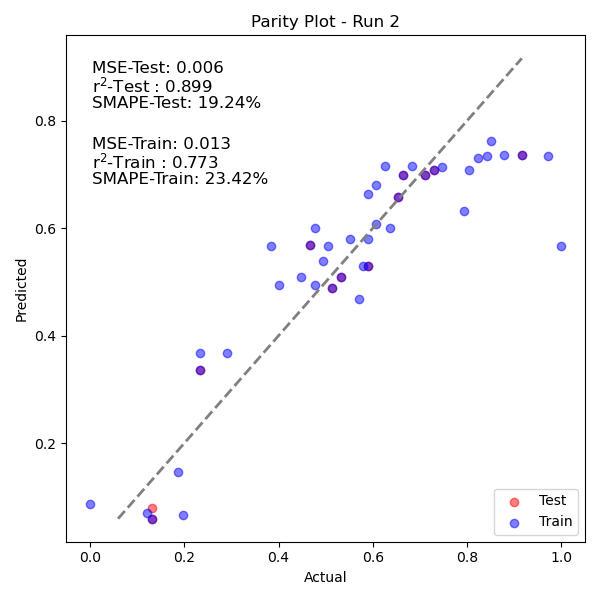 Parity Plot - Run 2
MSE-Test: 0.006
r²-Test : 0.899
SMAPE-Test: 19.24%
MSE-Train: 0.013
r²-Train : 0.773
SMAPE-Train: 23.42%
0.8
0.6
0.4
0.2
Predicted
Test
Train
0.0 0.2 0.4 0.6 0.8 1.0
Actual